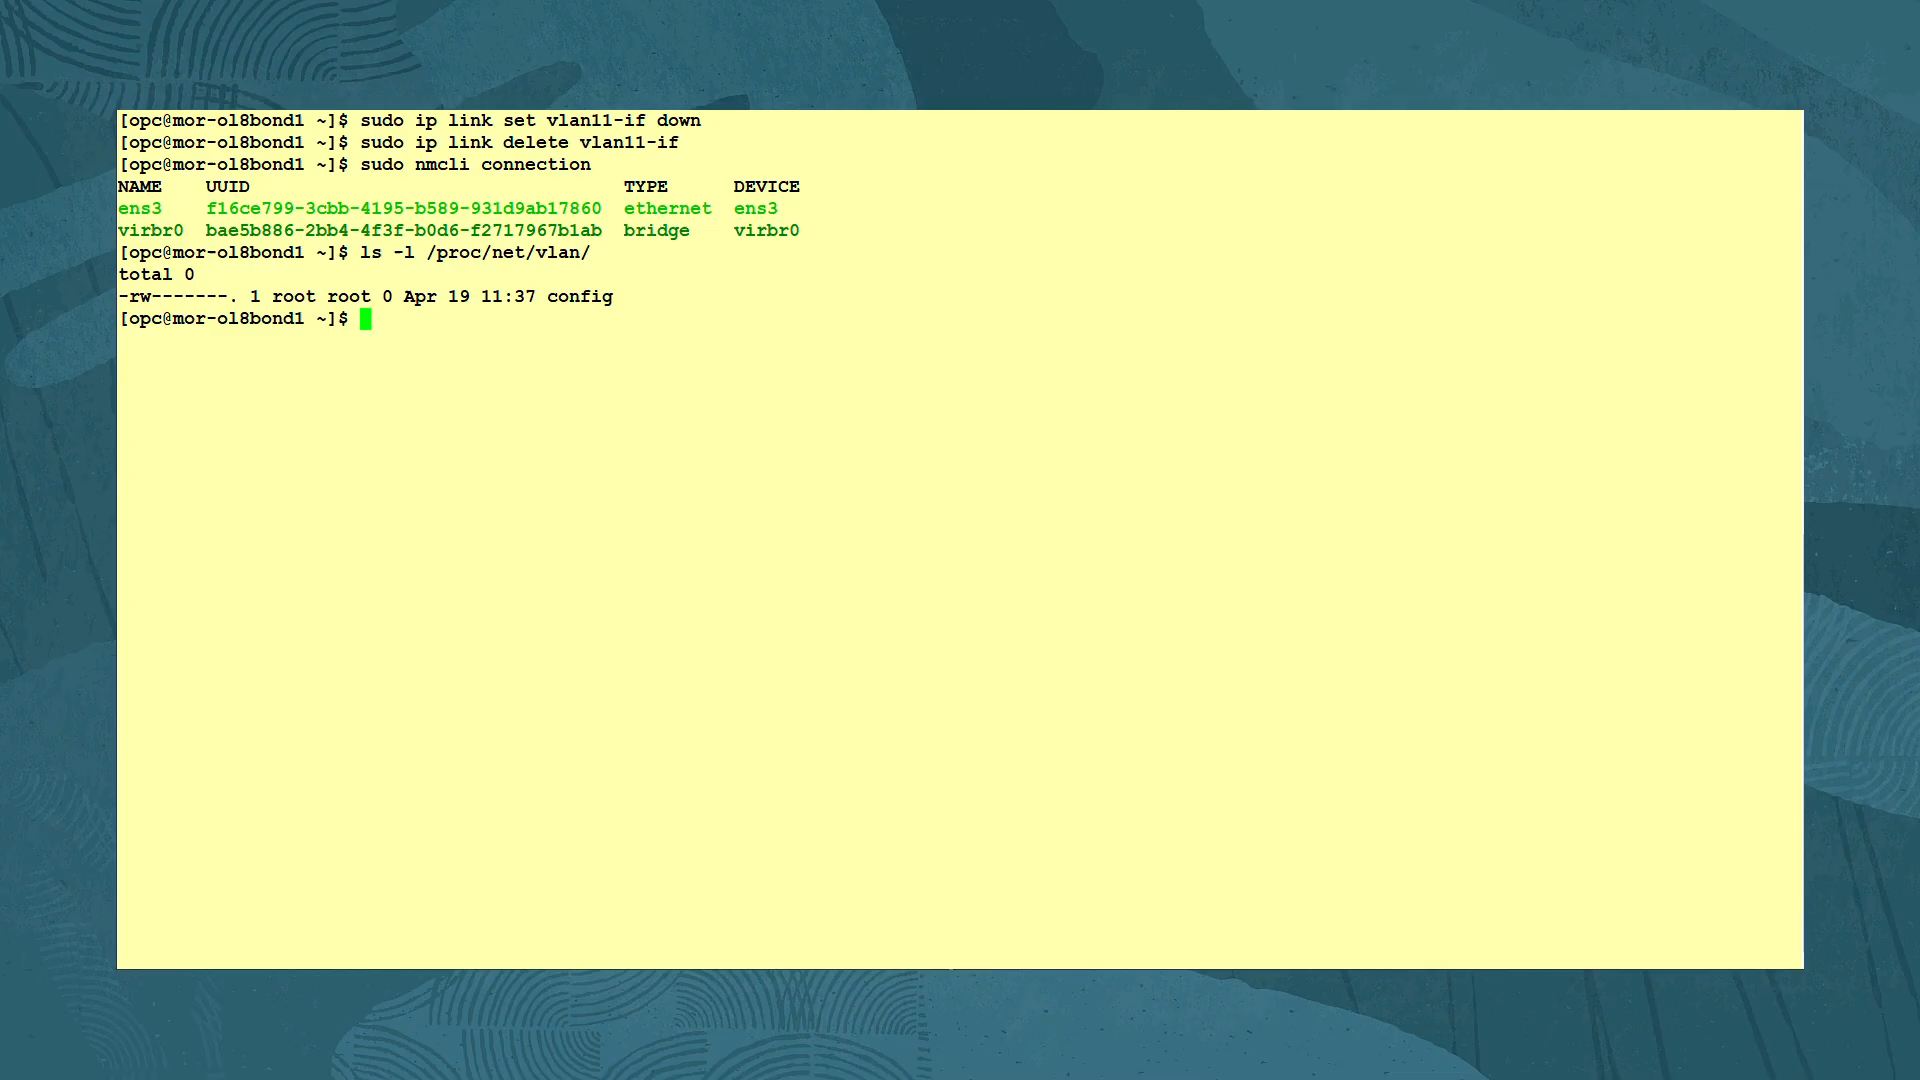 [opc@mor-ol8bond1 ~]$ sudo ip link set vlan11-if down
[opc@mor-ol8bond1 ~]$ sudo ip link delete vlan11-if
[opc@mor-ol8bond1 ~]$ sudo nmcli connection
NAME    UUID                                  TYPE      DEVICE
ens3    f16ce799-3cbb-4195-b589-931d9ab17860  ethernet  ens3
virbr0  bae5b886-2bb4-4f3f-b0d6-f2717967b1ab  bridge    virbr0
[opc@mor-ol8bond1 ~]$ ls -l /proc/net/vlan/
total 0
-rw-------. 1 root root 0 Apr 19 11:37 config
[opc@mor-ol8bond1 ~]$